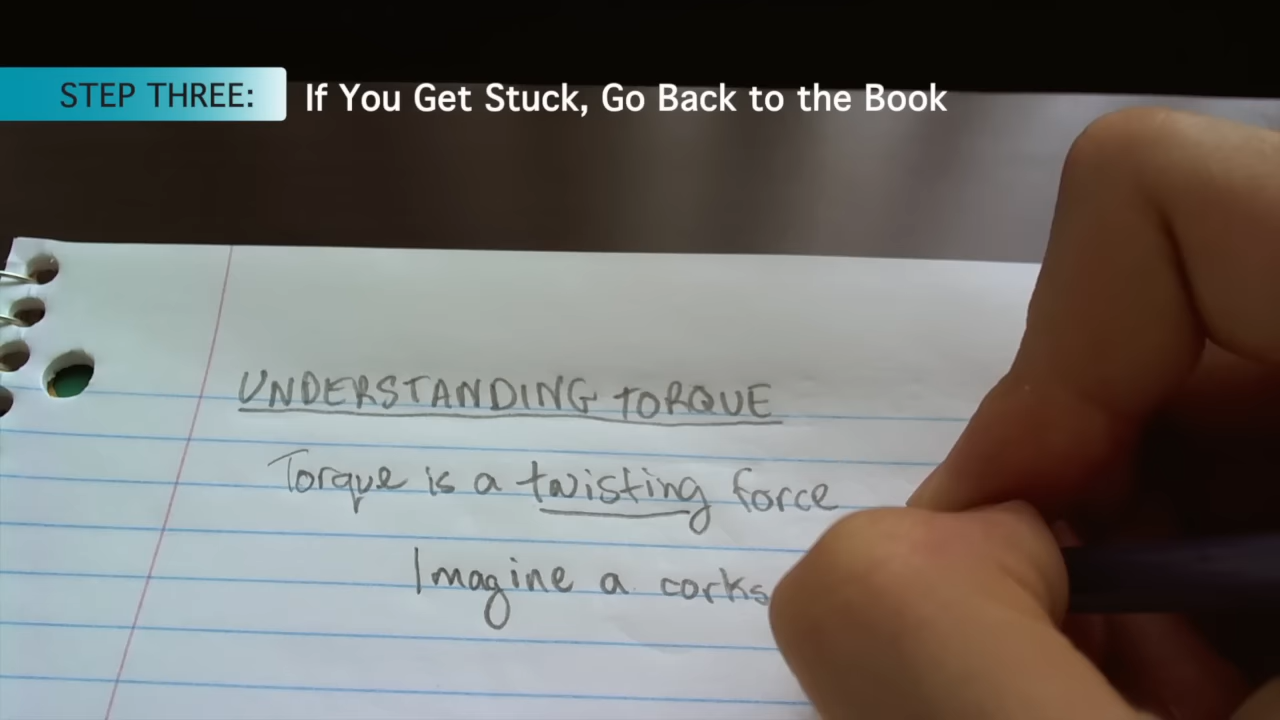 STEP THREE: If You Get Stuck, Go Back to the Book
UNDERSTANDING TORQUE
Torque is a twisting force
Imagine a corks